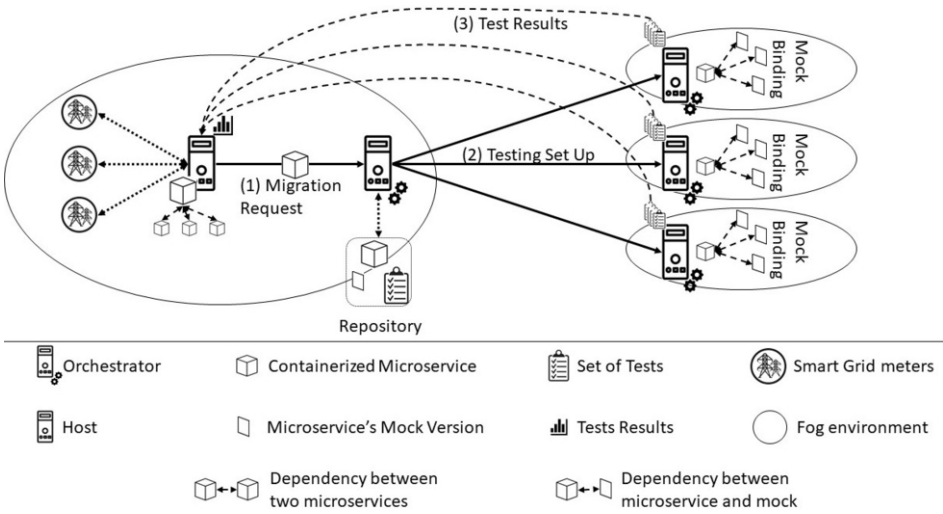 (3) Test Results
Mock
Binding
(1) Migration
Request
(2) Testing Set Up
Mock
Binding
Mock
Binding
Repository
Orchestrator
Containerized Microservice
Set of Tests
Smart Grid meters
Host
Microservice's Mock Version
Tests Results
Fog environment
Dependency between
two microservices
Dependency between
microservice and mock